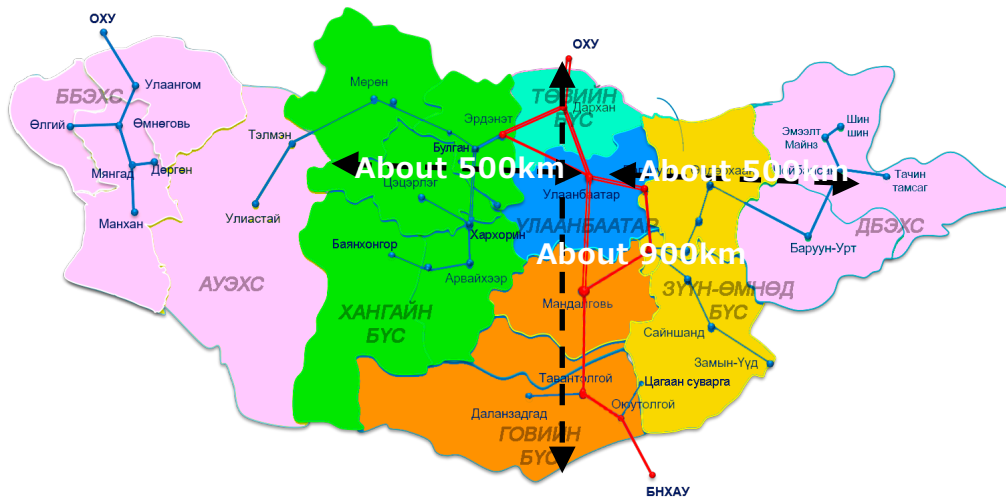 ОХУ
ОХУ
Улаангом
ББЭХС
Мөрөн
ТӨВИЙН
БҮС
Дархан
Өлгий
Өмнөговь
Тэлмэн
Эрдэнэт
Булган
Шин
шин
Эмээлт
Майнз
Мянгад
Дөргөн
About 500km
About 500km
Тачин
тамсаг
Цэцэрлэг
Улаанбаатар
Улиастай
Манхан
УЛААНБААТАР
ДБЭХС
Хархорин
Баянхонгор
Баруун-Урт
About 900km
Арвайхээр
АУЭХС
ЗҮҮН-ӨМНӨД
БҮС
Мандалговь
ХАНГАЙН
БҮС
Сайншанд
Замын-Үүд
Тавантолгой
Цагаан суварга
Оюутолгой
Даланзадгад
ГОВИЙН
БҮС
БНХАУ